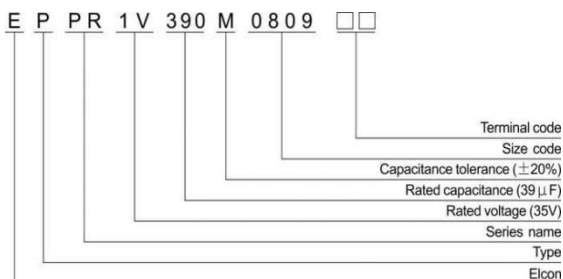 E P PR 1V 390 M 0809 □□
Terminal code
Size code
Capacitance tolerance (±20%)
Rated capacitance (39μF)
Rated voltage (35V)
Series name
Type
Elcon